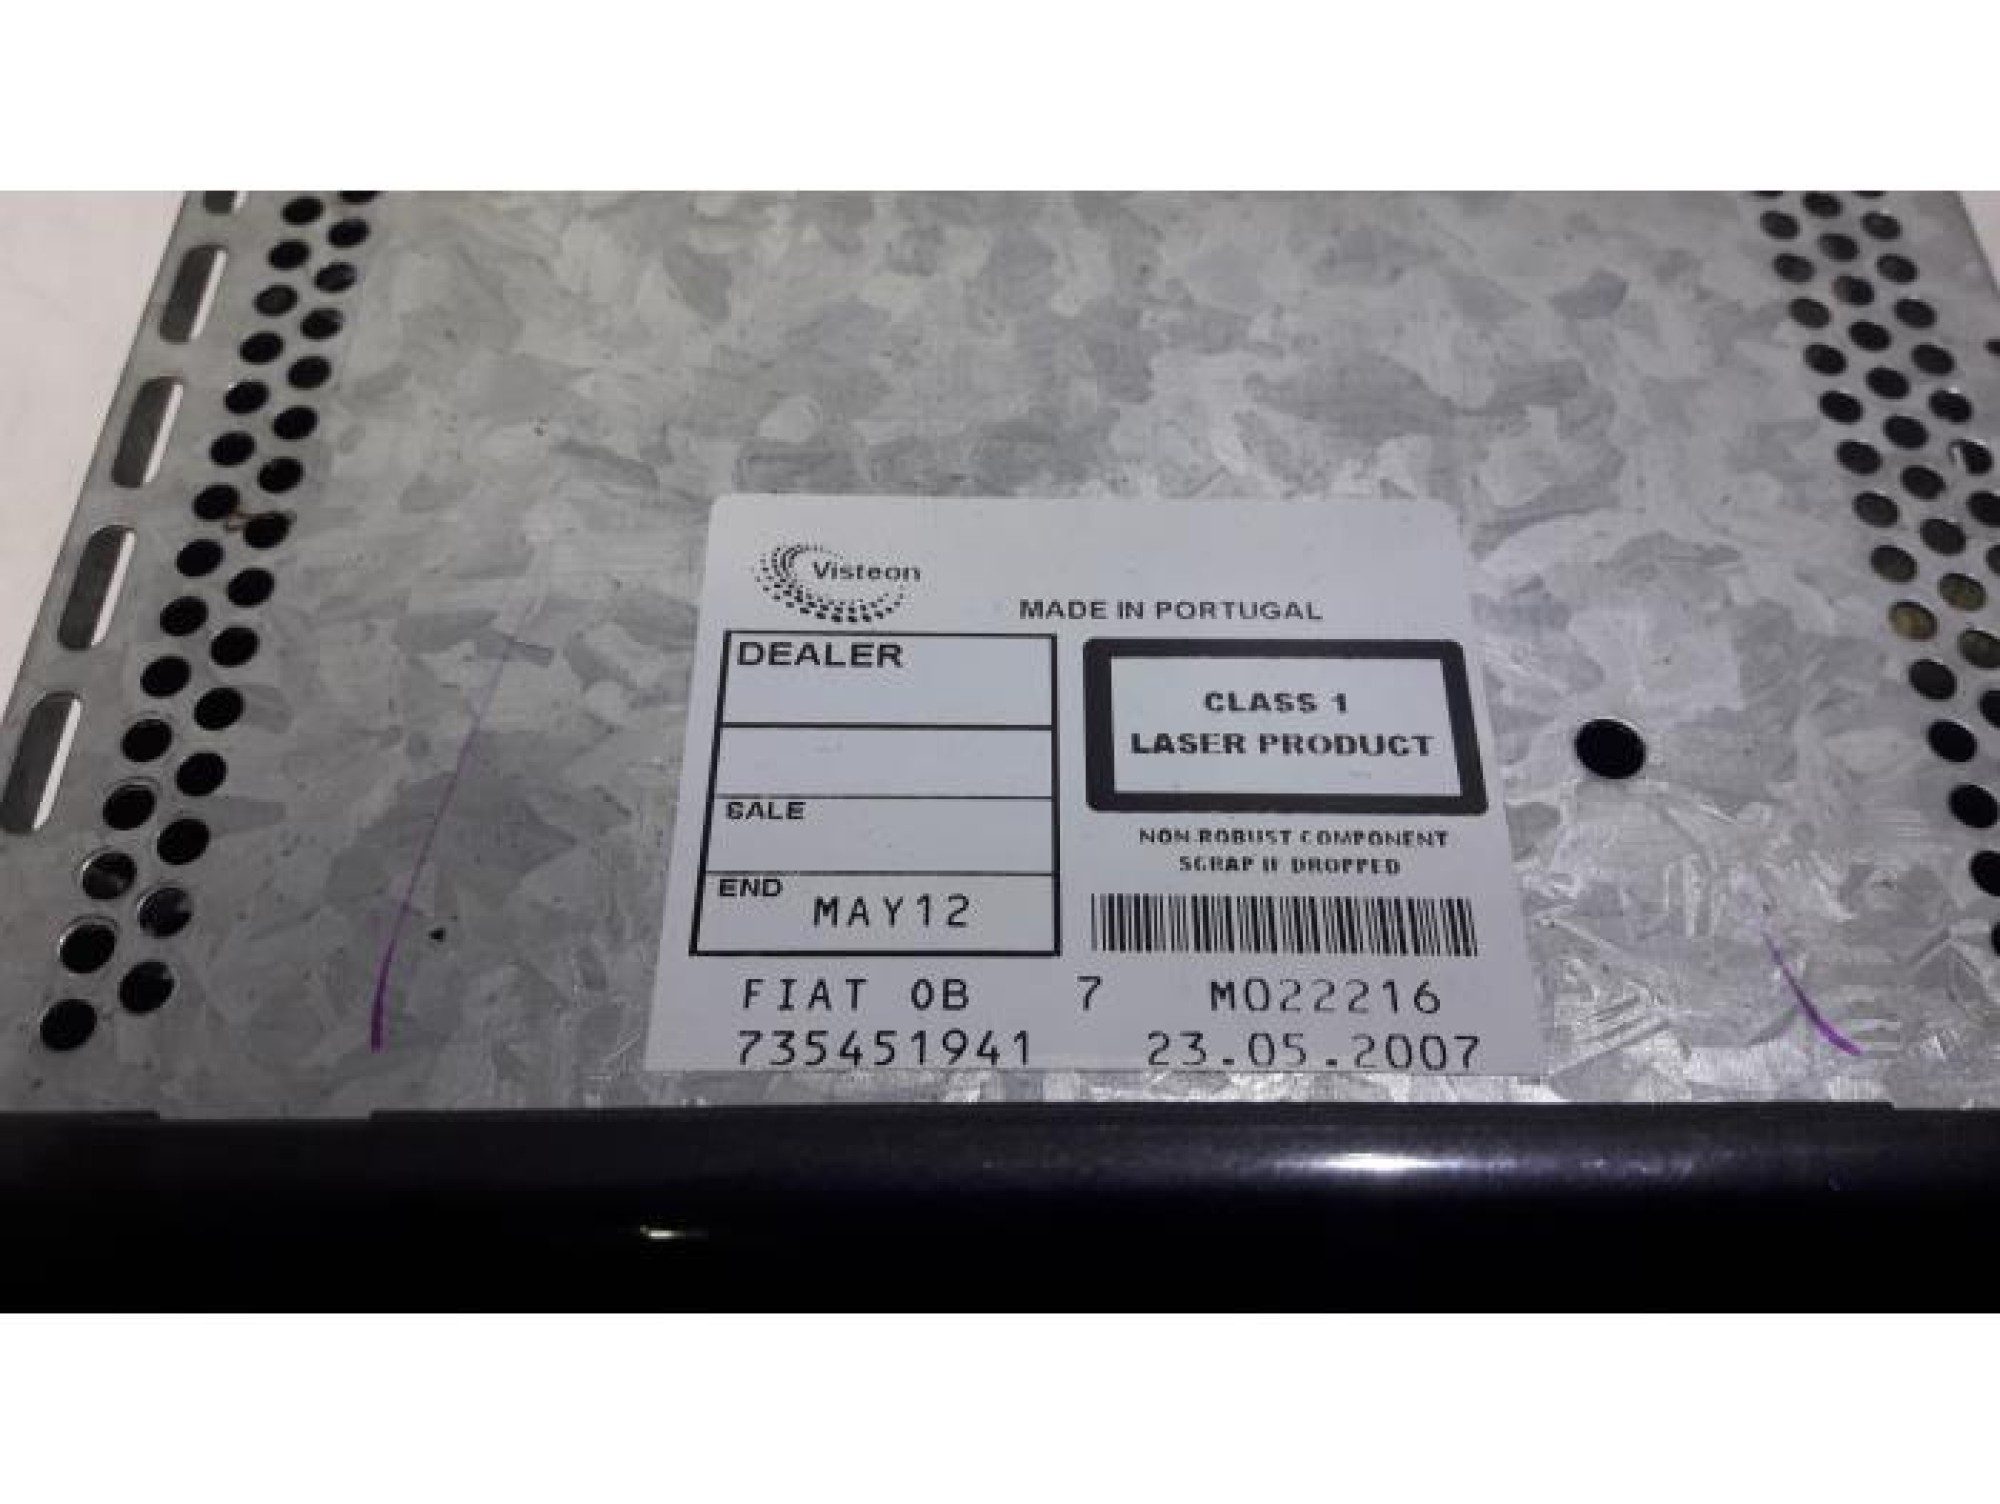 Visteon
MADE IN PORTUGAL
DEALER
CLASS 1
LASER PRODUCT
SALE
NON ROBUST COMPONENT
SCRAP IF DROPPED
END MAY12
FIAT 0B 7 M022216
735451941 23.05.2007